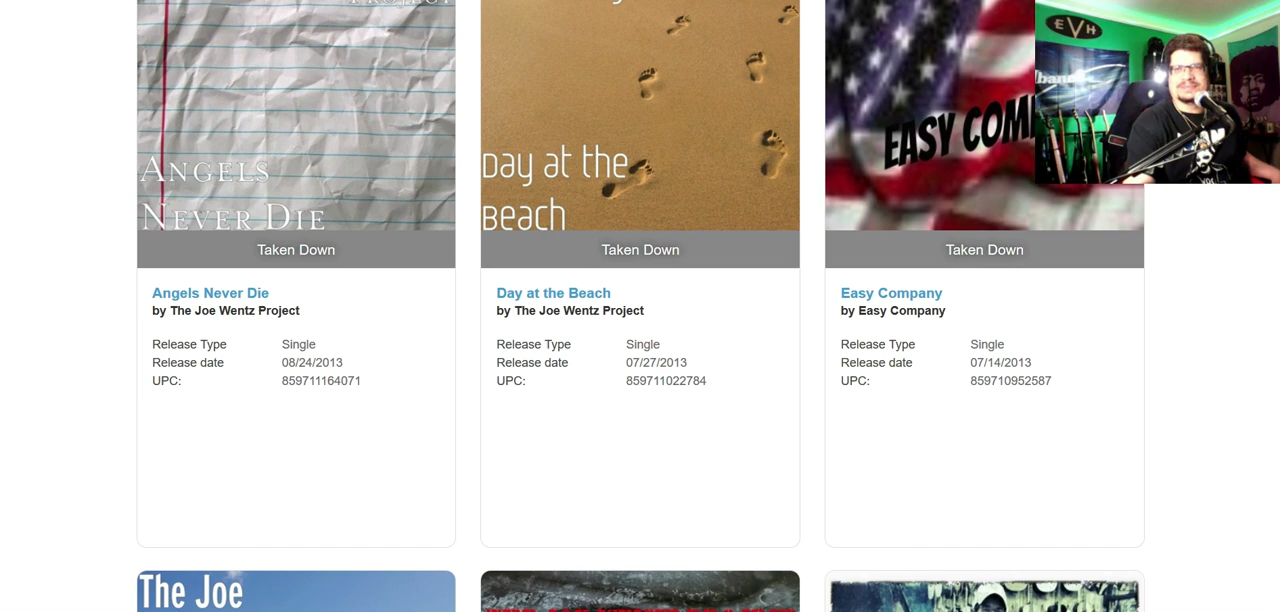 ANGELS
NEVER DIE
Taken Down
Angels Never Die
by The Joe Wentz Project
Release Type Single
Release date 08/24/2013
UPC: 859711164071
Day at the
Beach
Taken Down
Day at the Beach
by The Joe Wentz Project
Release Type Single
Release date 07/27/2013
UPC: 859711022784
EASY COM
Taken Down
Easy Company
by Easy Company
Release Type Single
Release date 07/14/2013
UPC: 859710952587
EVH
The Joe